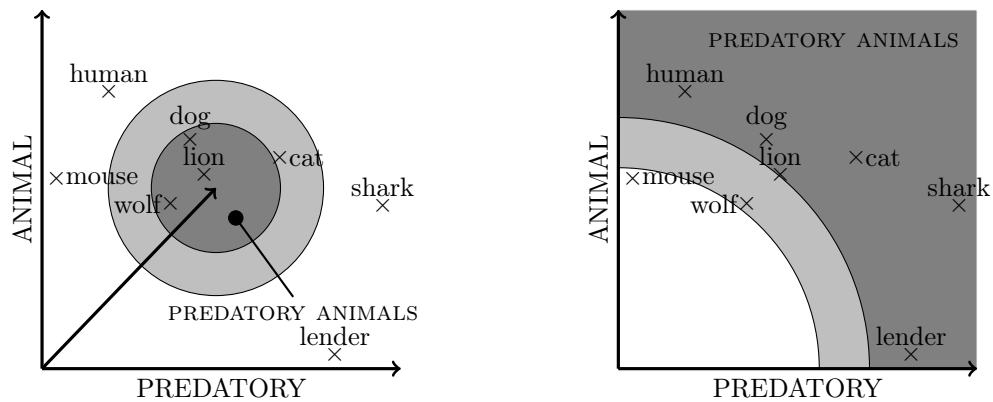 human
dog
lion
cat
mouse
wolf
shark
PREDATORY ANIMALS
lender
ANIMAL
PREDATORY
PREDATORY ANIMALS
human
dog
lion
cat
mouse
wolf
shark
lender
ANIMAL
PREDATORY